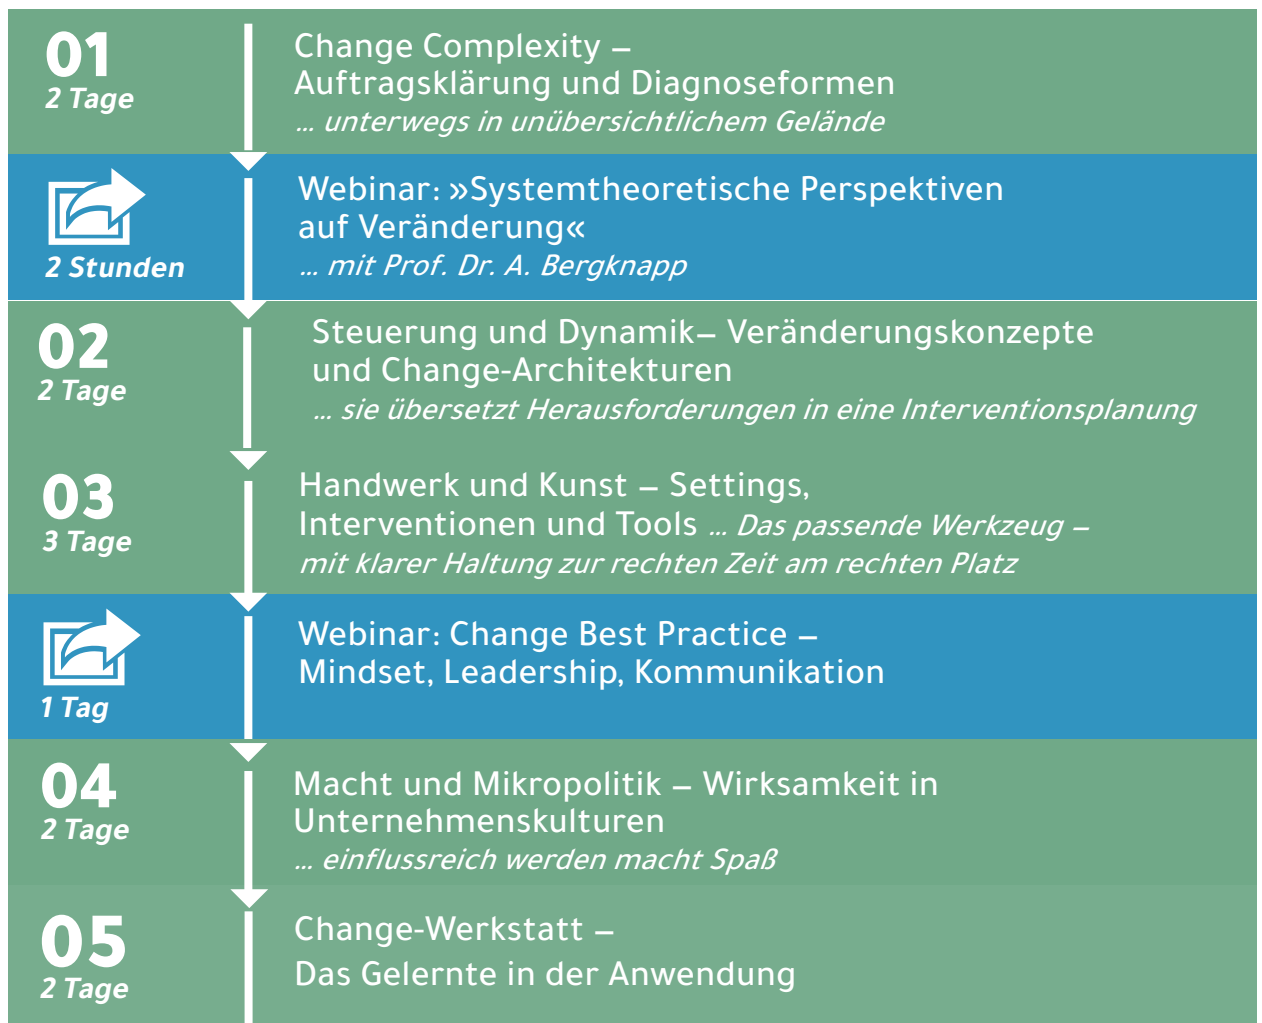 01
2 Tage
Change Complexity –
Auftragsklärung und Diagnoseformen
... unterwegs in unübersichtlichem Gelände
2 Stunden
Webinar: »Systemtheoretische Perspektiven
auf Veränderung«
... mit Prof. Dr. A. Bergknapp
02
2 Tage
Steuerung und Dynamik– Veränderungskonzepte
und Change-Architekturen
... sie übersetzt Herausforderungen in eine Interventionsplanung
03
3 Tage
Handwerk und Kunst – Settings,
Interventionen und Tools ... Das passende Werkzeug –
mit klarer Haltung zur rechten Zeit am rechten Platz
1 Tag
Webinar: Change Best Practice –
Mindset, Leadership, Kommunikation
04
2 Tage
Macht und Mikropolitik – Wirksamkeit in
Unternehmenskulturen
... einflussreich werden macht Spaß
05
2 Tage
Change-Werkstatt –
Das Gelernte in der Anwendung